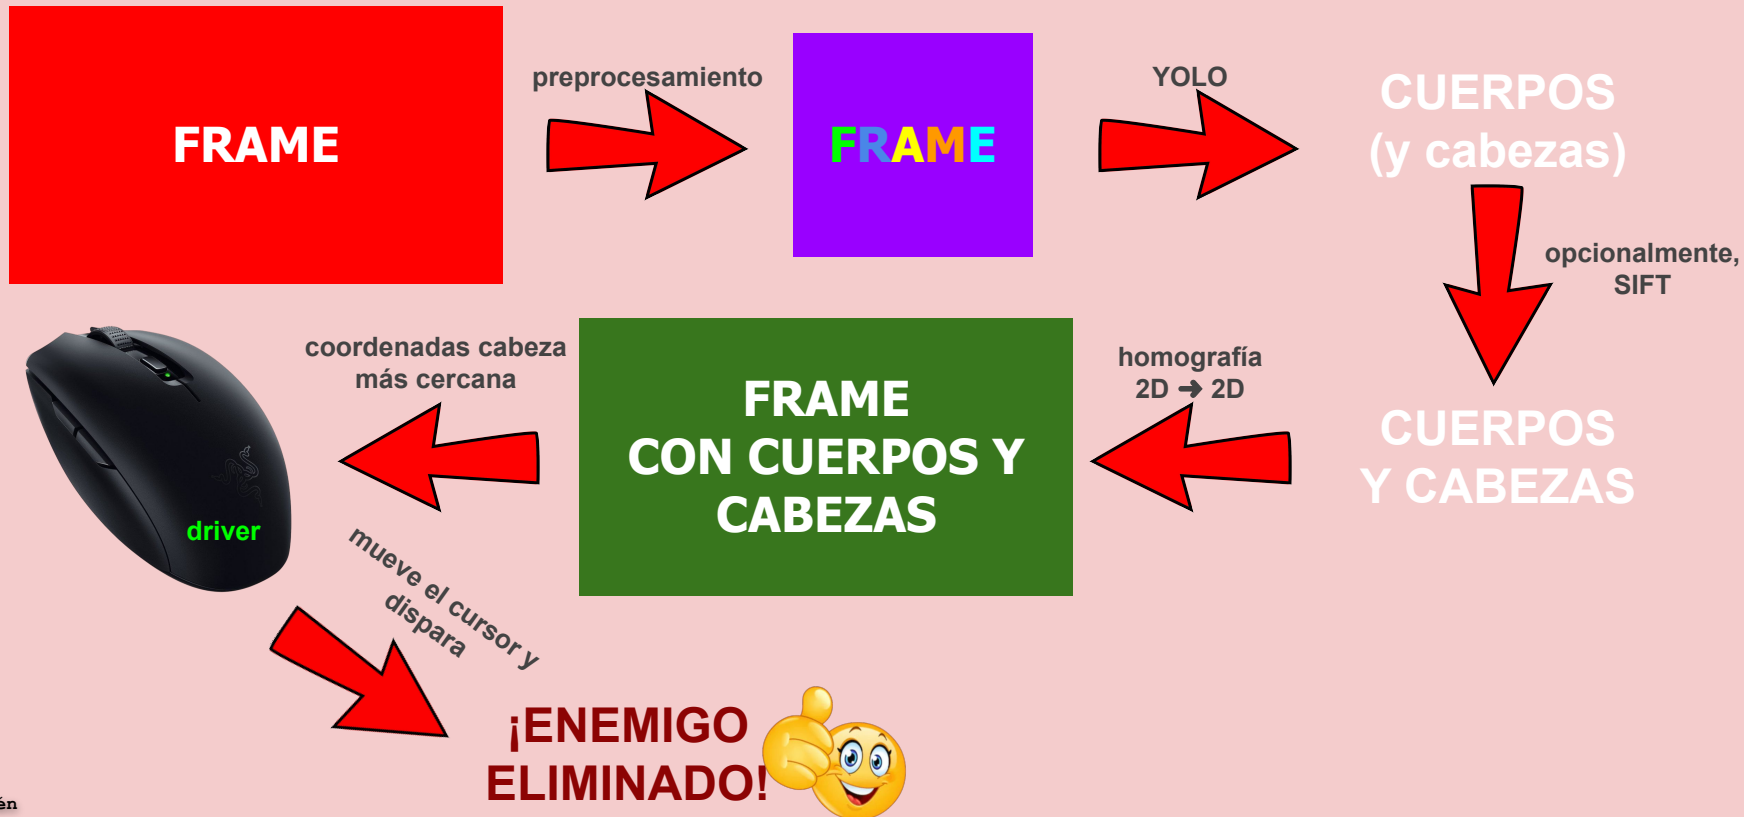 FRAME
preprocesamiento
FRAME
YOLO
CUERPOS
(y cabezas)
opcionalmente,
SIFT
CUERPOS
Y CABEZAS
homografía
2D ➜ 2D
FRAME
CON CUERPOS Y
CABEZAS
coordenadas cabeza
más cercana
driver
mueve el cursor y
dispara
¡ENEMIGO
ELIMINADO!
én